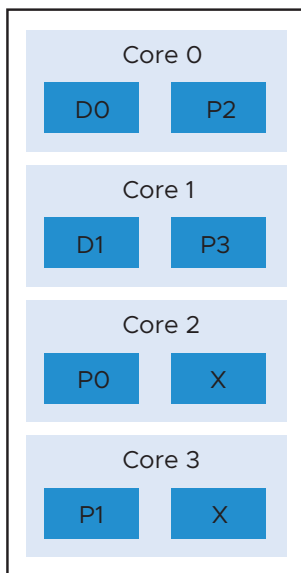 Core 0
D0 P2
Core 1
D1 P3
Core 2
P0 X
Core 3
P1 X